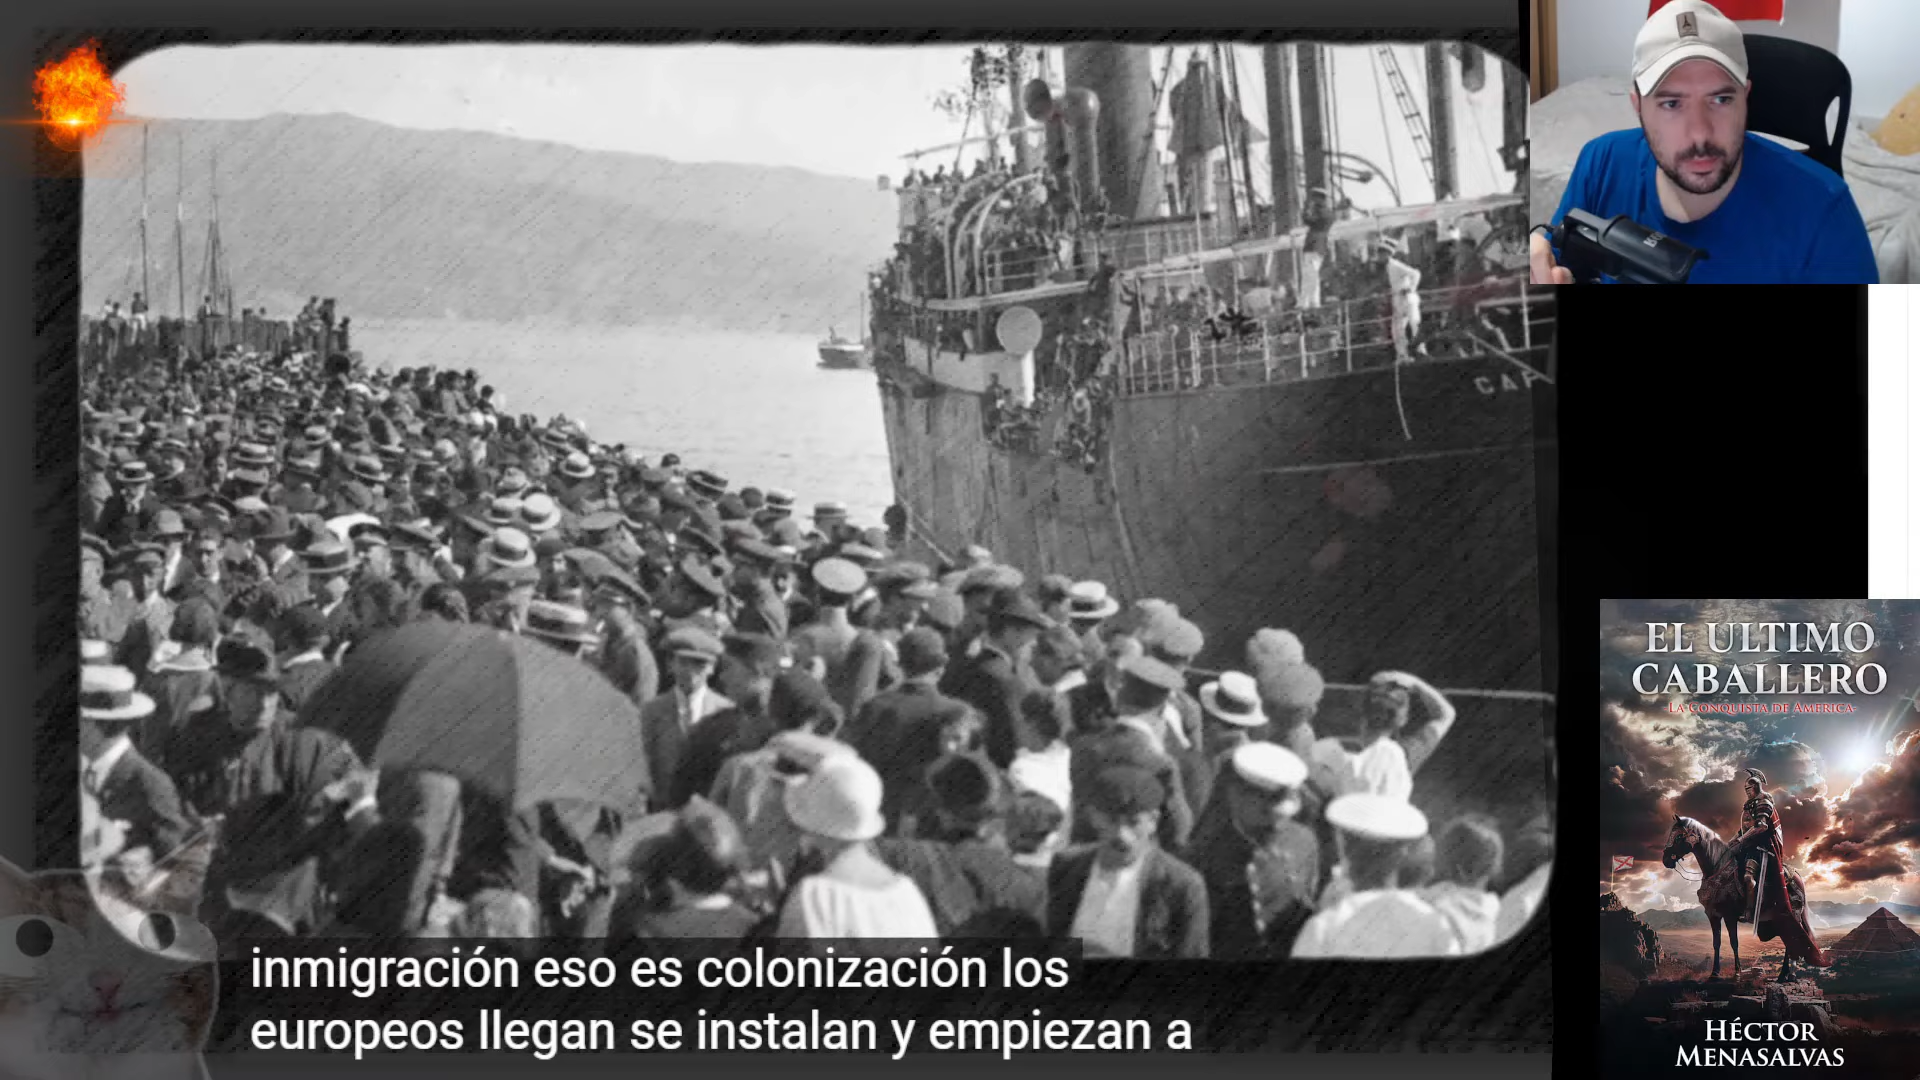 CAP
EL ULTIMO
CABALLERO
-LA CONQUISTA DE AMERICA-
inmigración eso es colonización los
europeos llegan se instalan y empiezan a
HÉCTOR
MENASALVAS